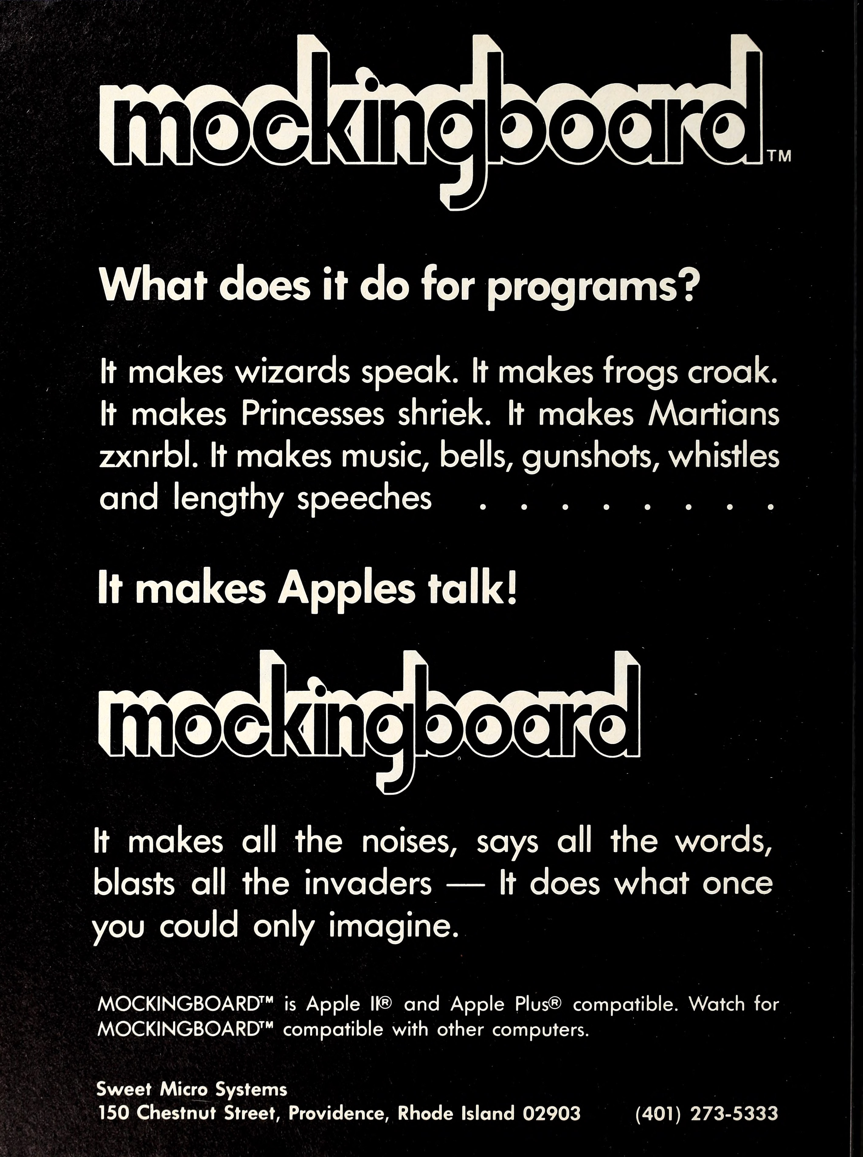 mockingboard™
What does it do for programs?
It makes wizards speak. It makes frogs croak.
It makes Princesses shriek. It makes Martians
zxnrbl. It makes music, bells, gunshots, whistles
and lengthy speeches . . . . . . . .
It makes Apples talk!
mockingboard
It makes all the noises, says all the words,
blasts all the invaders — It does what once
you could only imagine.
MOCKINGBOARD™ is Apple II® and Apple Plus® compatible. Watch for
MOCKINGBOARD™ compatible with other computers.
Sweet Micro Systems
150 Chestnut Street, Providence, Rhode Island 02903 (401) 273-5333